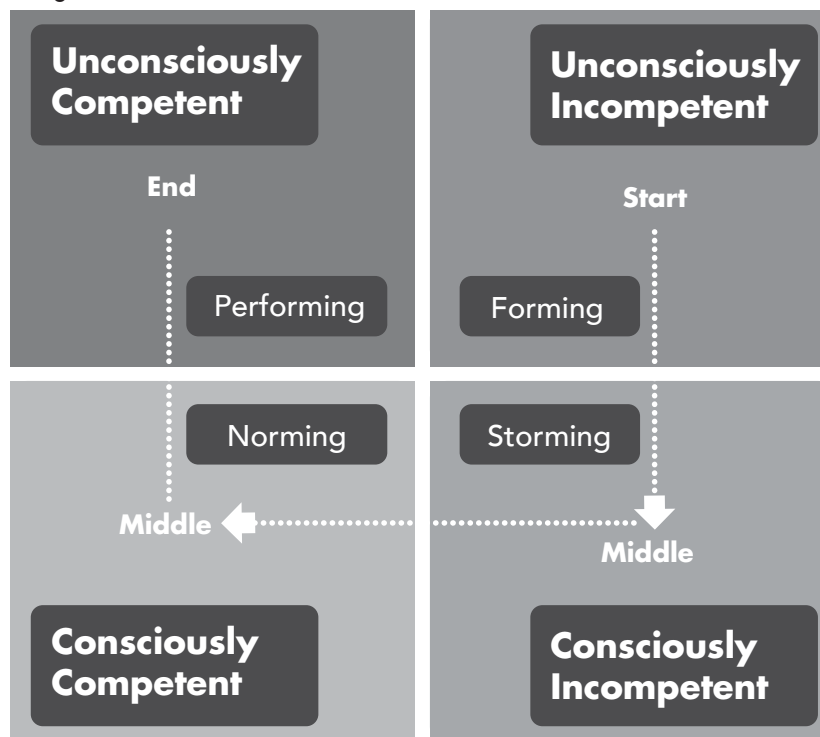 Unconsciously
Competent
End
Performing
Unconsciously
Incompetent
Start
Forming
Norming
Middle
Consciously
Competent
Storming
Middle
Consciously
Incompetent